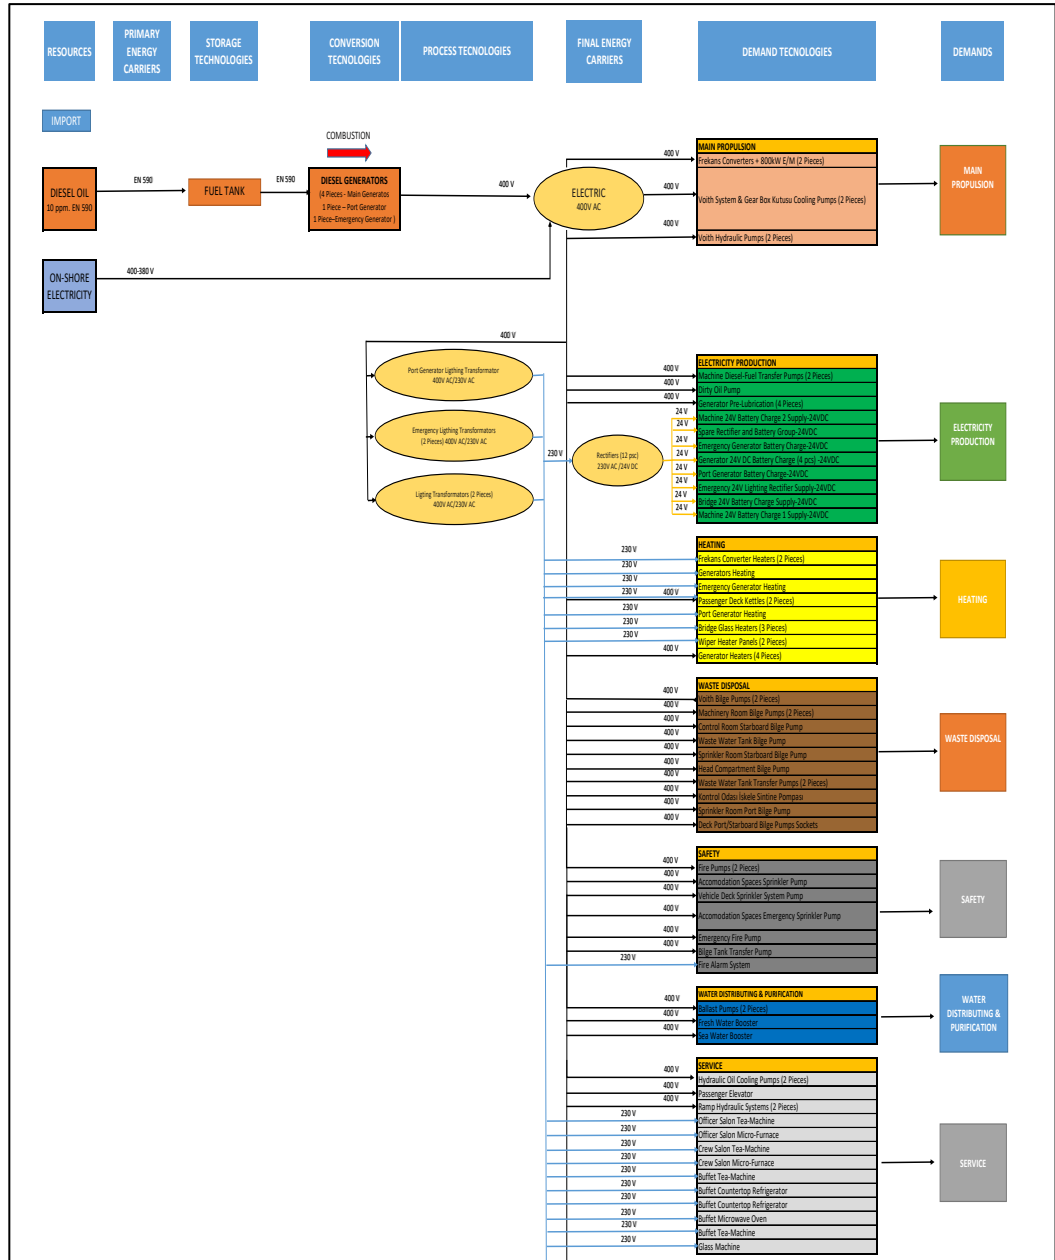 RESOURCES
PRIMARY
ENERGY
CARRIERS
STORAGE
TECHNOLOGIES
CONVERSION
TECNOLOGIES
PROCESS TECNOLOGIES
FINAL ENERGY
CARRIERS
DEMAND TECNOLOGIES
DEMANDS
IMPORT
COMBUSTION
DIESEL OIL
10 ppm. EN 590
EN 590
FUEL TANK
EN 590
DIESEL GENERATORS
(4 Pieces - Main Generatos
1 Piece – Port Generator
1 Piece–Emergency Generator )
400 V
ELECTRIC
400V AC
400 V
400 V
400 V
MAIN PROPULSION
Frekans Converters + 800kW E/M (2 Pieces)
Voith System & Gear Box Kutusu Cooling Pumps (2 Pieces)
Voith Hydraulic Pumps (2 Pieces)
MAIN
PROPULSION
ON-SHORE
ELECTRICITY
400-380 V
400 V
Port Generator Ligthing Transformator
400V AC/230V AC
Emergency Ligthing Transformators
(2 Pieces) 400V AC/230V AC
Ligting Transformators (2 Pieces)
400V AC/230V AC
230 V
Rectifiers (12 psc)
230V AC /24V DC
400 V
400 V
400 V
24 V
24 V
24 V
24 V
24 V
24 V
24 V
24 V
ELECTRICITY PRODUCTION
Machine Diesel-Fuel Transfer Pumps (2 Pieces)
Dirty Oil Pump
Generator Pre-Lubrication (4 Pieces)
Machine 24V Battery Charge 2 Supply-24VDC
Spare Rectifier and Battery Group-24VDC
Emergency Generator Battery Charge-24VDC
Generator 24V DC Battery Charge (4 pcs) -24VDC
Port Generator Battery Charge-24VDC
Emergency 24V Lighting Rectifier Supply-24VDC
Bridge 24V Battery Charge Supply-24VDC
Machine 24V Battery Charge 1 Supply-24VDC
ELECTRICITY
PRODUCTION
230 V
230 V
230 V
230 V
400 V
230 V
230 V
230 V
400 V
HEATING
Frekans Converter Heaters (2 Pieces)
Generators Heating
Emergency Generator Heating
Passenger Deck Kettles (2 Pieces)
Port Generator Heating
Bridge Glass Heaters (3 Pieces)
Wiper Heater Panels (2 Pieces)
Generator Heaters (4 Pieces)
HEATING
400 V
400 V
400 V
400 V
400 V
400 V
400 V
400 V
400 V
400 V
WASTE DISPOSAL
Voith Bilge Pumps (2 Pieces)
Machinery Room Bilge Pumps (2 Pieces)
Control Room Starboard Bilge Pump
Waste Water Tank Bilge Pump
Sprinkler Room Starboard Bilge Pump
Head Compartment Bilge Pump
Waste Water Tank Transfer Pumps (2 Pieces)
Kontrol Odası İskele Sintine Pompası
Sprinkler Room Port Bilge Pump
Deck Port/Starboard Bilge Pumps Sockets
WASTE DISPOSAL
400 V
400 V
400 V
400 V
400 V
400 V
230 V
SAFETY
Fire Pumps (2 Pieces)
Accomodation Spaces Sprinkler Pump
Vehicle Deck Sprinkler System Pump
Accomodation Spaces Emergency Sprinkler Pump
Emergency Fire Pump
Bilge Tank Transfer Pump
Fire Alarm System
SAFETY
400 V
400 V
400 V
WATER DISTRIBUTING & PURIFICATION
Ballast Pumps (2 Pieces)
Fresh Water Booster
Sea Water Booster
WATER
DISTRIBUTING &
PURIFICATION
400 V
400 V
400 V
230 V
230 V
230 V
230 V
230 V
230 V
230 V
230 V
230 V
230 V
SERVICE
Hydraulic Oil Cooling Pumps (2 Pieces)
Passenger Elevator
Ramp Hydraulic Systems (2 Pieces)
Officer Salon Tea-Machine
Officer Salon Micro-Furnace
Crew Salon Tea-Machine
Crew Salon Micro-Furnace
Buffet Tea-Machine
Buffet Countertop Refrigerator
Buffet Countertop Refrigerator
Buffet Microwave Oven
Buffet Tea-Machine
Glass Machine
SERVICE